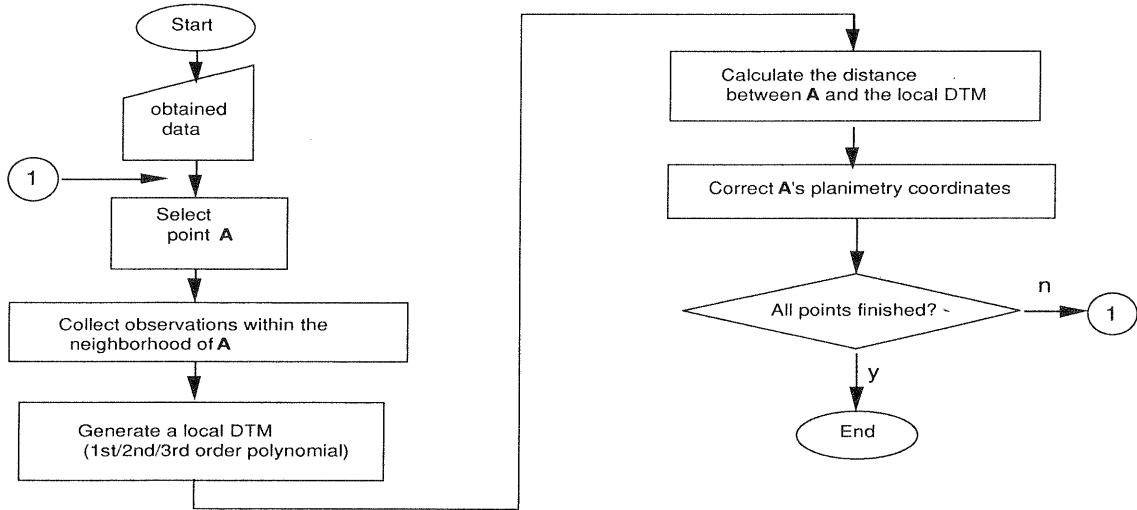 Start
obtained
data
1
Select
point A
Collect observations within the
neighborhood of A
Generate a local DTM
(1st/2nd/3rd order polynomial)
Calculate the distance
between A and the local DTM
Correct A's planimetry coordinates
All points finished?
n
1
y
End